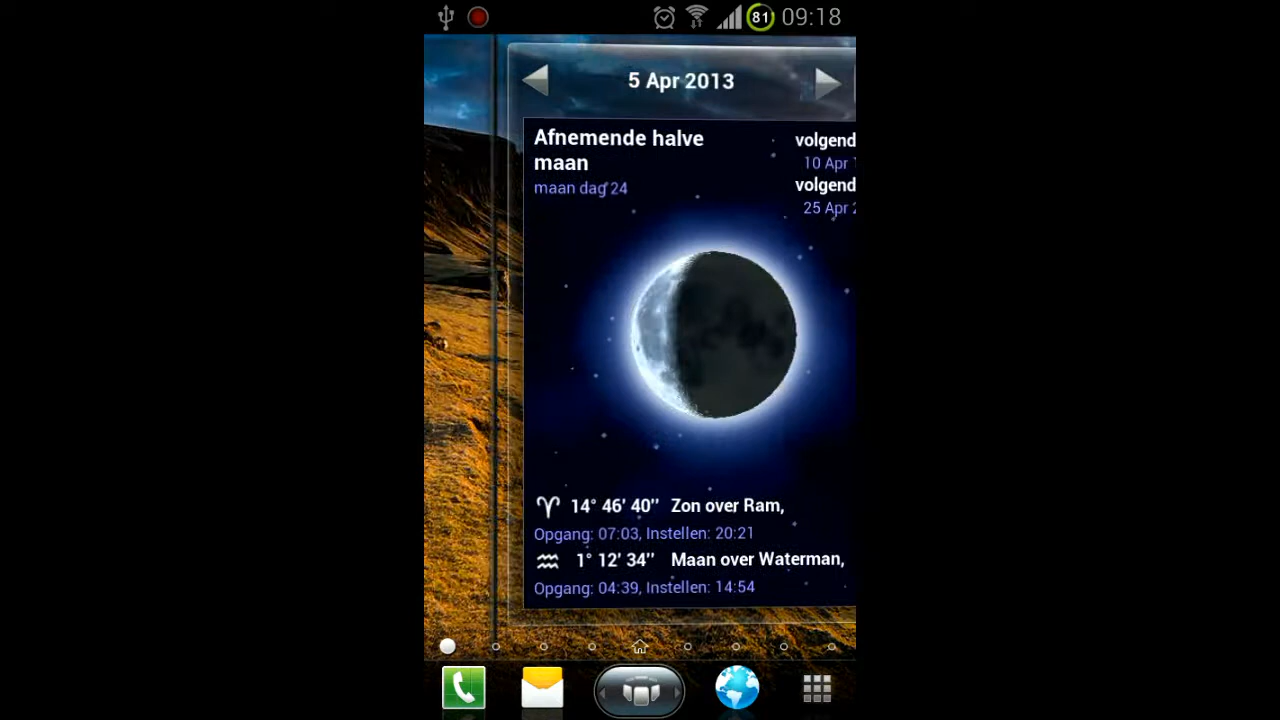 81 09:18
5 Apr 2013
Afnemende halve
maan
maan dag 24
volgend
10 Apr
volgend
25 Apr
14° 46' 40'' Zon over Ram,
Opgang: 07:03, Instellen: 20:21
1° 12' 34'' Maan over Waterman,
Opgang: 04:39, Instellen: 14:54